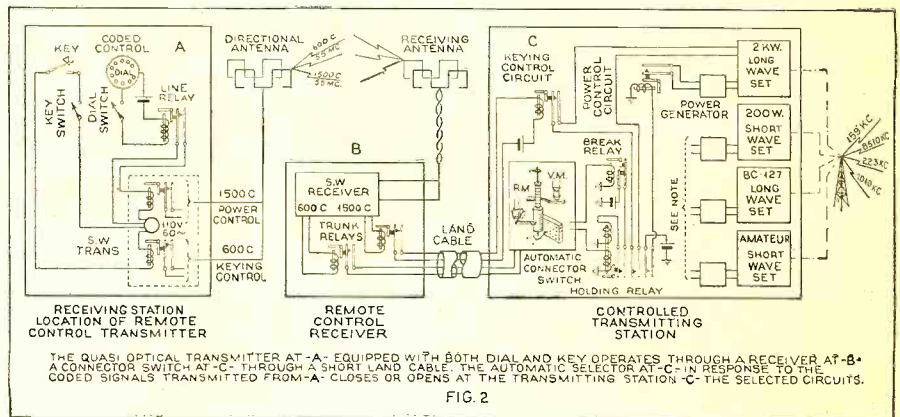 A
KEY
CODED
CONTROL
DIAL
KEY
SWITCH
DIAL
SWITCH
LINE
RELAY
S.W
TRANS
110V
60~
1500 C
POWER
CONTROL
600 C
KEYING
CONTROL
RECEIVING STATION
LOCATION OF REMOTE
CONTROL TRANSMITTER
DIRECTIONAL
ANTENNA
600 C
55 MC.
1500 C
55 MC.
RECEIVING
ANTENNA
B
S.W
RECEIVER
600 C 1500 C
TRUNK
RELAYS
LAND
CABLE
REMOTE
CONTROL
RECEIVER
C
KEYING
CONTROL
CIRCUIT
POWER
CONTROL
CIRCUIT
BREAK
RELAY
R.M
V.M.
AUTOMATIC
CONNECTOR
SWITCH
HOLDING RELAY
POWER
GENERATOR
SEE NOTE
2 KW.
LONG
WAVE
SET
200W.
SHORT
WAVE
SET
BC-127
LONG
WAVE
SET
AMATEUR
SHORT
WAVE
SET
159 KC
8510 KC
223 KC
CONTROLLED
TRANSMITTING
STATION
THE QUASI OPTICAL TRANSMITTER AT -A- EQUIPPED WITH BOTH DIAL AND KEY OPERATES THROUGH A RECEIVER AT -B-
A CONNECTOR SWITCH AT -C- THROUGH A SHORT LAND CABLE. THE AUTOMATIC SELECTOR AT -C- IN RESPONSE TO THE
CODED SIGNALS TRANSMITTED FROM -A- CLOSES OR OPENS AT THE TRANSMITTING STATION -C- THE SELECTED CIRCUITS.
FIG. 2